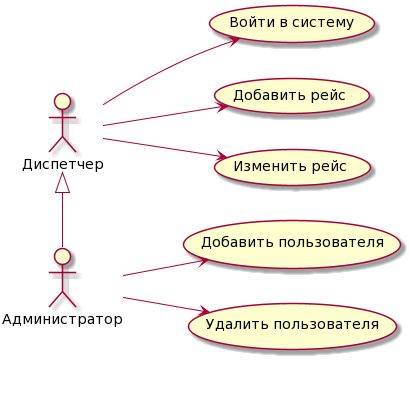 Войти в систему
Добавить рейс
Диспетчер
Изменить рейс
Добавить пользователя
Администратор
Удалить пользователя